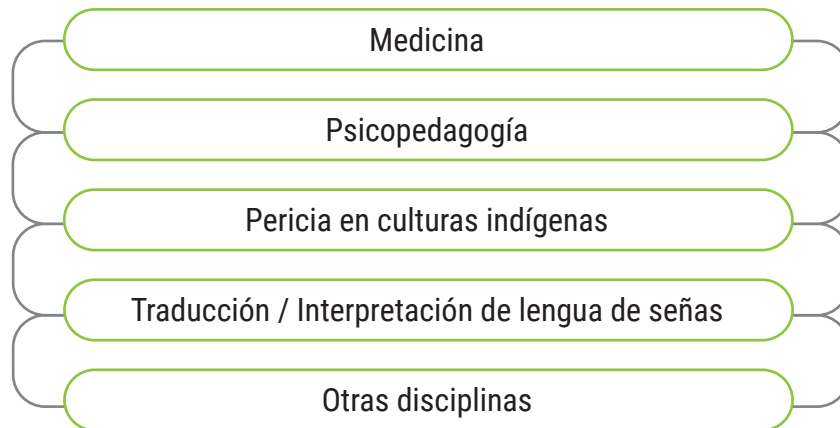 Medicina
Psicopedagogía
Pericia en culturas indígenas
Traducción / Interpretación de lengua de señas
Otras disciplinas